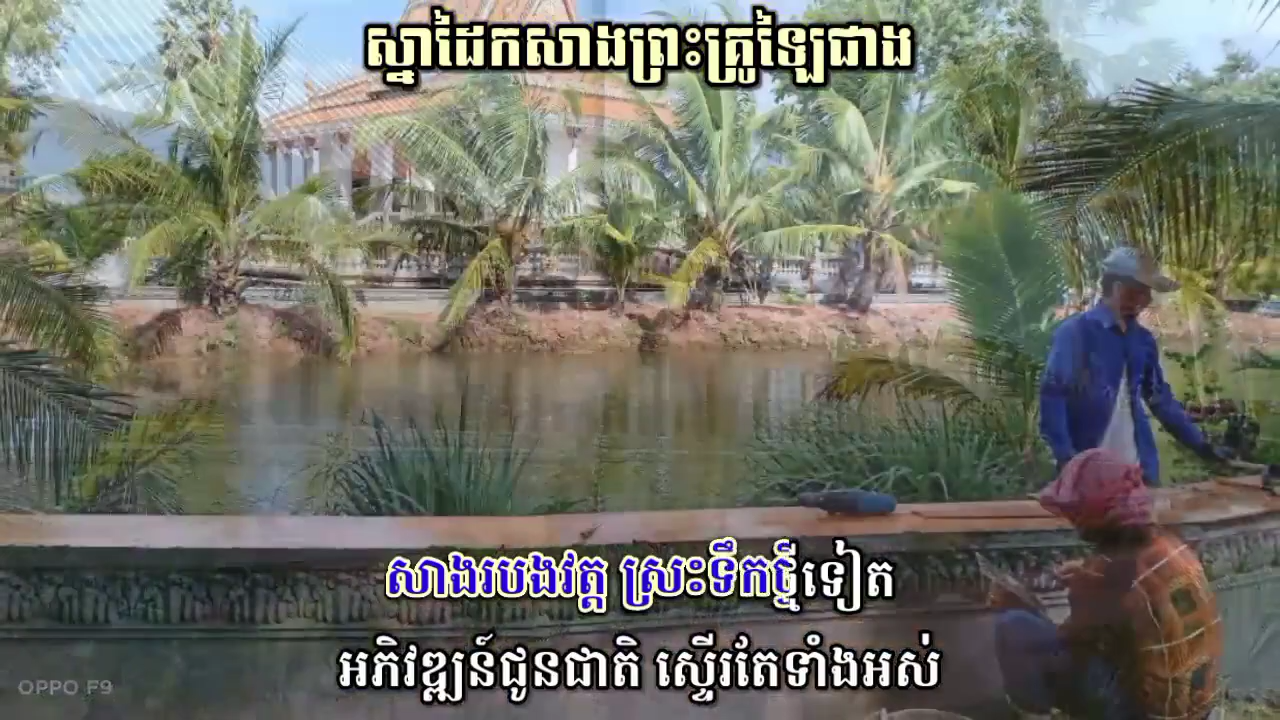 ស្នាដៃកសាងព្រះគ្រូឡៃជាង
សាងរបងវត្ត ស្រះទឹកថ្មីទៀត
អភិវឌ្ឍន៍ជូនជាតិ ស្ទើរតែទាំងអស់
OPPO F9